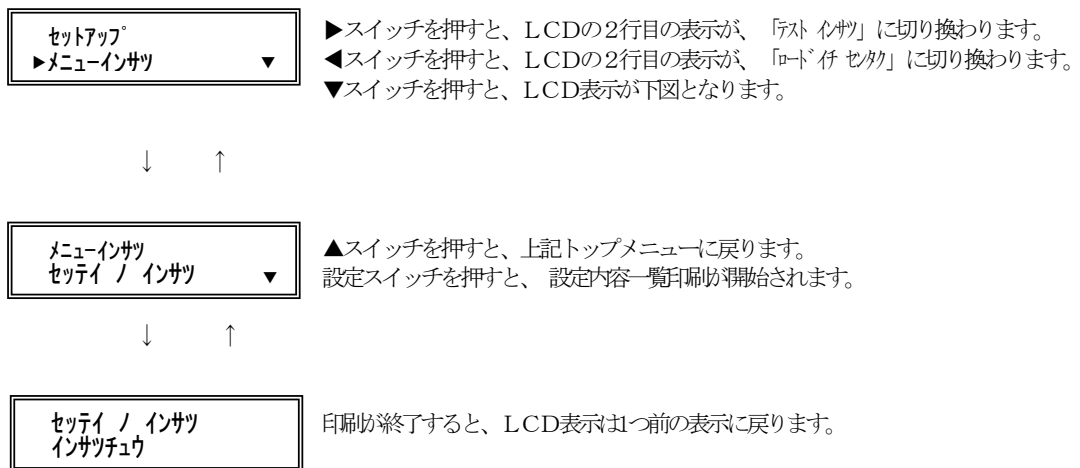 セットアップ
▶メニューインサツ ▼
▶スイッチを押すと、LCDの2行目の表示が、「テスト インサツ」に切り換わります。
◀スイッチを押すと、LCDの2行目の表示が、「ロード イチ センタク」に切り換わります。
▼スイッチを押すと、LCD表示が下図となります。
↓ ↑
メニューインサツ
セッテイ ノ インサツ ▼
▲スイッチを押すと、上記トップメニューに戻ります。
設定スイッチを押すと、 設定内容一覧印刷が開始されます。
↓ ↑
セッテイ ノ インサツ
インサツチュウ
印刷が終了すると、LCD表示は1つ前の表示に戻ります。